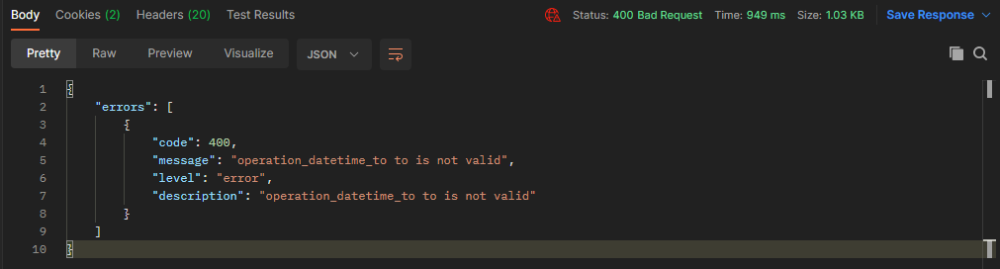 Body Cookies (2) Headers (20) Test Results Status: 400 Bad Request Time: 949 ms Size: 1.03 KB Save Response
Pretty Raw Preview Visualize JSON
1 {
2 "errors": [
3 {
4 "code": 400,
5 "message": "operation_datetime_to to is not valid",
6 "level": "error",
7 "description": "operation_datetime_to to is not valid"
8 }
9 ]
10 }